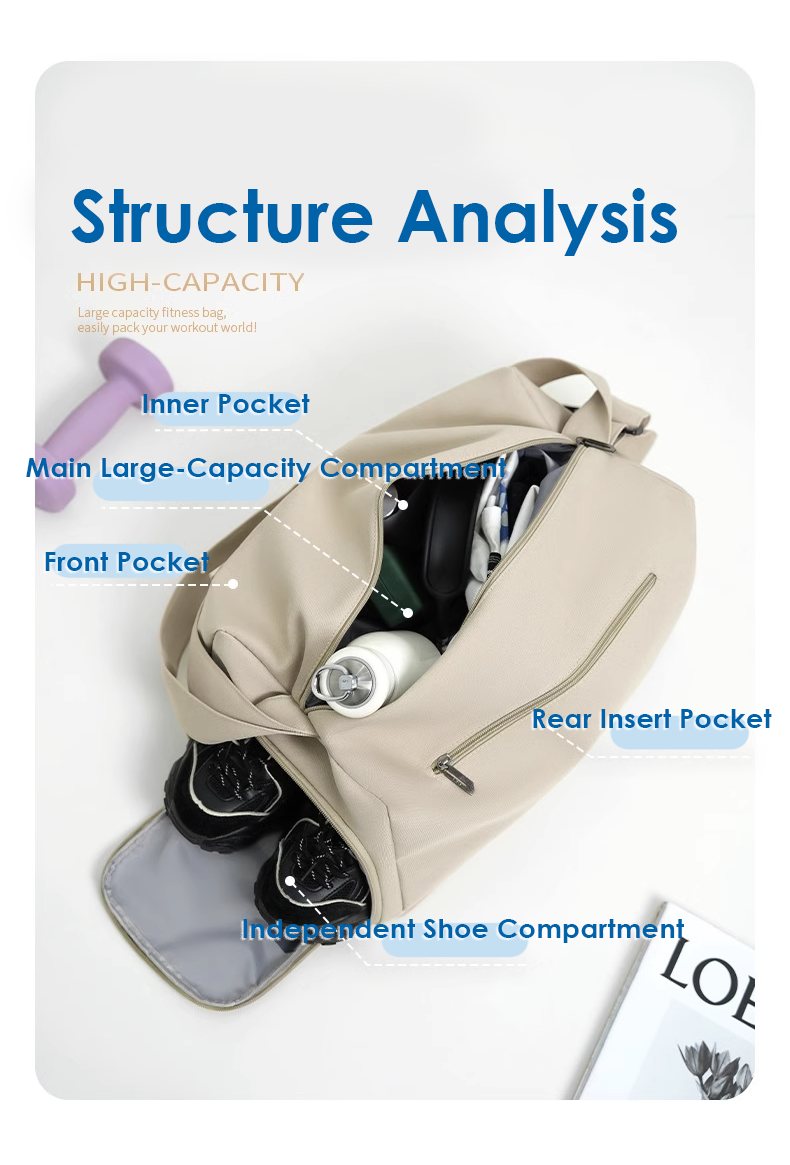 Structure Analysis
HIGH-CAPACITY
Large capacity fitness bag,
easily pack your workout world!
Inner Pocket
Main Large-Capacity Compartment
Front Pocket
Rear Insert Pocket
Independent Shoe Compartment
LOE